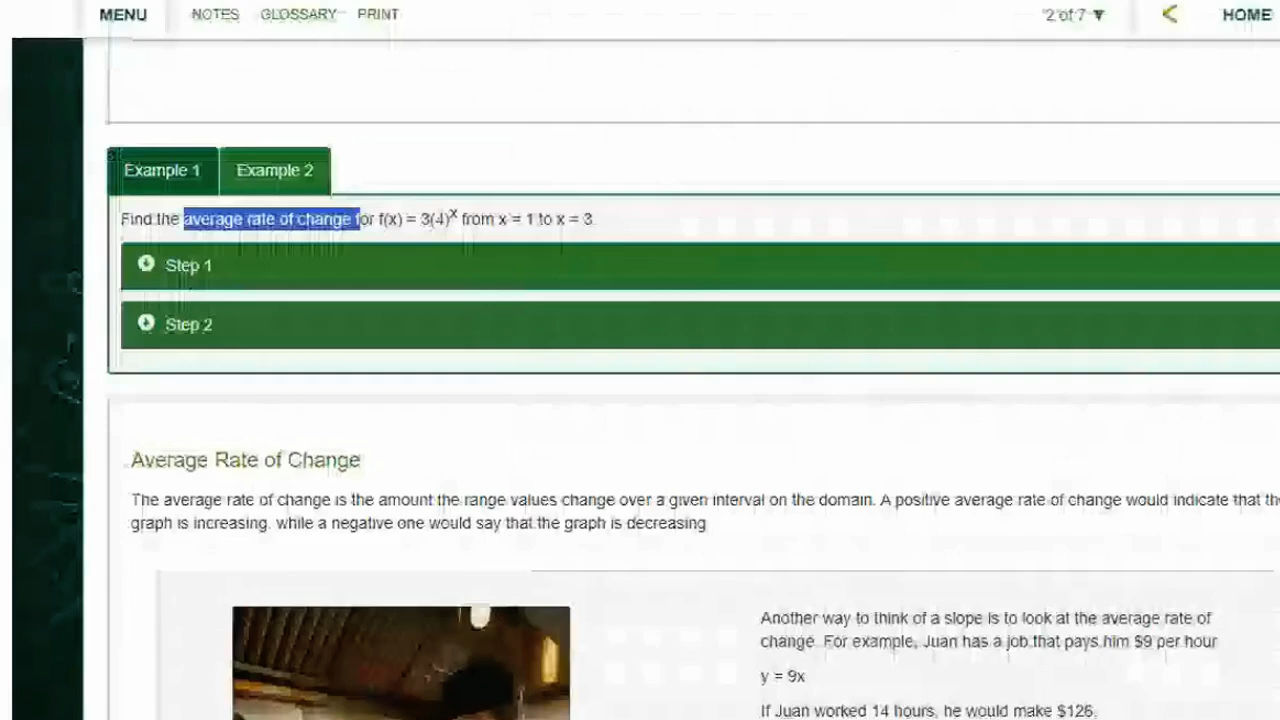 MENU NOTES GLOSSARY PRINT 2 of 7 ▼ < HOME
Example 1 Example 2
Find the average rate of change for f(x) = 3(4)^x from x = 1 to x = 3.
Step 1
Step 2
Average Rate of Change
The average rate of change is the amount the range values change over a given interval on the domain. A positive average rate of change would indicate that the
graph is increasing, while a negative one would say that the graph is decreasing
Another way to think of a slope is to look at the average rate of
change. For example, Juan has a job that pays him $9 per hour
y = 9x
If Juan worked 14 hours, he would make $126.